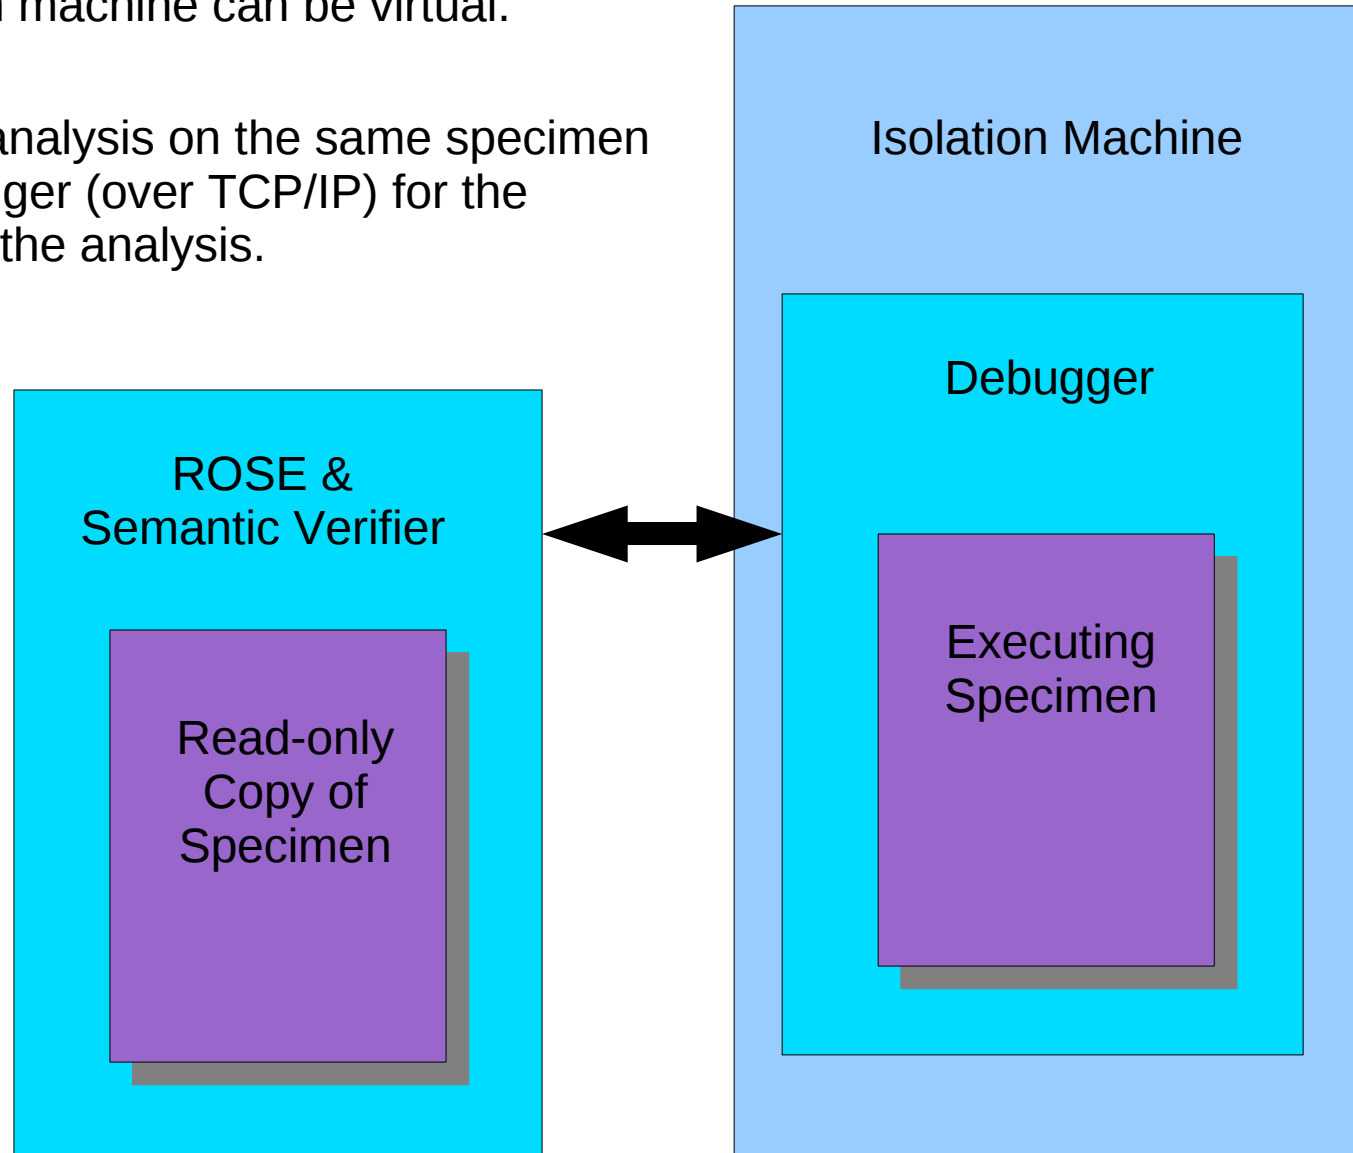 machine can be virtual.
analysis on the same specimen
ger (over TCP/IP) for the
the analysis.
Isolation Machine
Debugger
ROSE &
Semantic Verifier
Executing
Specimen
Read-only
Copy of
Specimen